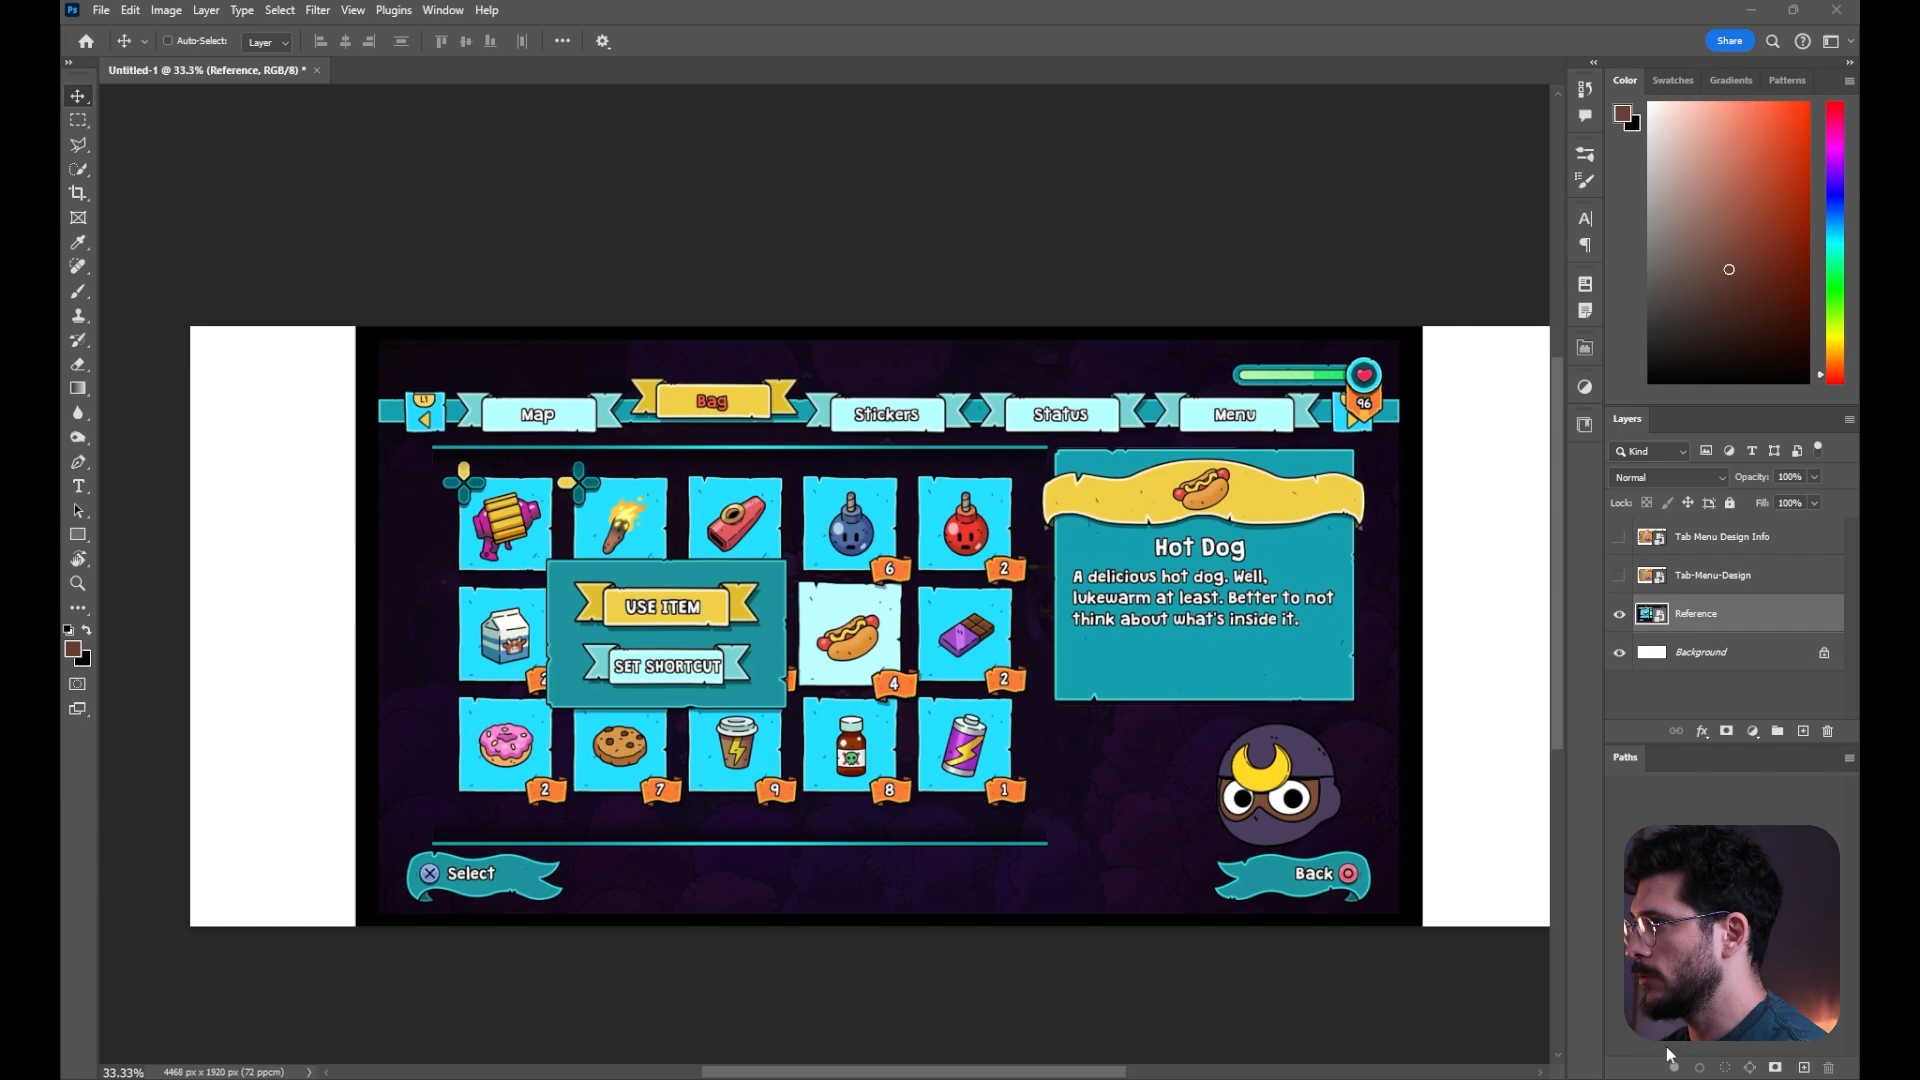 Ps File Edit Image Layer Type Select Filter View Plugins Window Help
Auto-Select: Layer
Share
Untitled-1 @ 33.3% (Reference, RGB/8) *
Color Swatches Gradients Patterns
L1
Map
Bag
Stickers
Status
Menu
96
6
2
USE ITEM
SET SHORTCUT
2
4
2
2
7
9
8
1
Hot Dog
A delicious hot dog. Well,
lukewarm at least. Better to not
think about what's inside it.
Select
Back
Layers
Kind
Normal Opacity: 100%
Lock: Fill: 100%
Tab Menu Design Info
Tab-Menu-Design
Reference
Background
fx
Paths
33.33% 4468 px x 1920 px (72 ppcm)